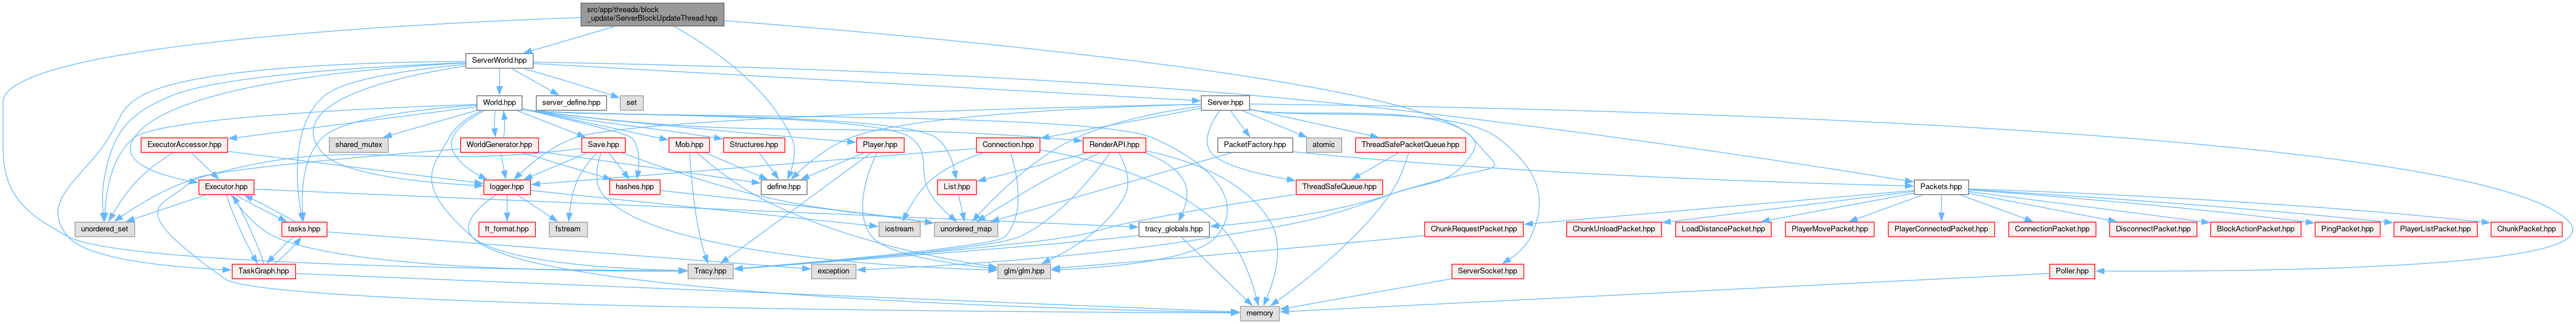 src/app/threads/block
_update/ServerBlockUpdateThread.hpp
ServerWorld.hpp
World.hpp
server_define.hpp
set
Server.hpp
ExecutorAccessor.hpp
shared_mutex
WorldGenerator.hpp
Save.hpp
Mob.hpp
Structures.hpp
Player.hpp
Connection.hpp
RenderAPI.hpp
PacketFactory.hpp
atomic
ThreadSafePacketQueue.hpp
Executor.hpp
logger.hpp
hashes.hpp
define.hpp
List.hpp
ThreadSafeQueue.hpp
Packets.hpp
unordered_set
tasks.hpp
ft_format.hpp
fstream
iostream
unordered_map
tracy_globals.hpp
ChunkRequestPacket.hpp
ChunkUnloadPacket.hpp
LoadDistancePacket.hpp
PlayerMovePacket.hpp
PlayerConnectedPacket.hpp
ConnectionPacket.hpp
DisconnectPacket.hpp
BlockActionPacket.hpp
PingPacket.hpp
PlayerListPacket.hpp
ChunkPacket.hpp
TaskGraph.hpp
Tracy.hpp
exception
glm/glm.hpp
ServerSocket.hpp
Poller.hpp
memory